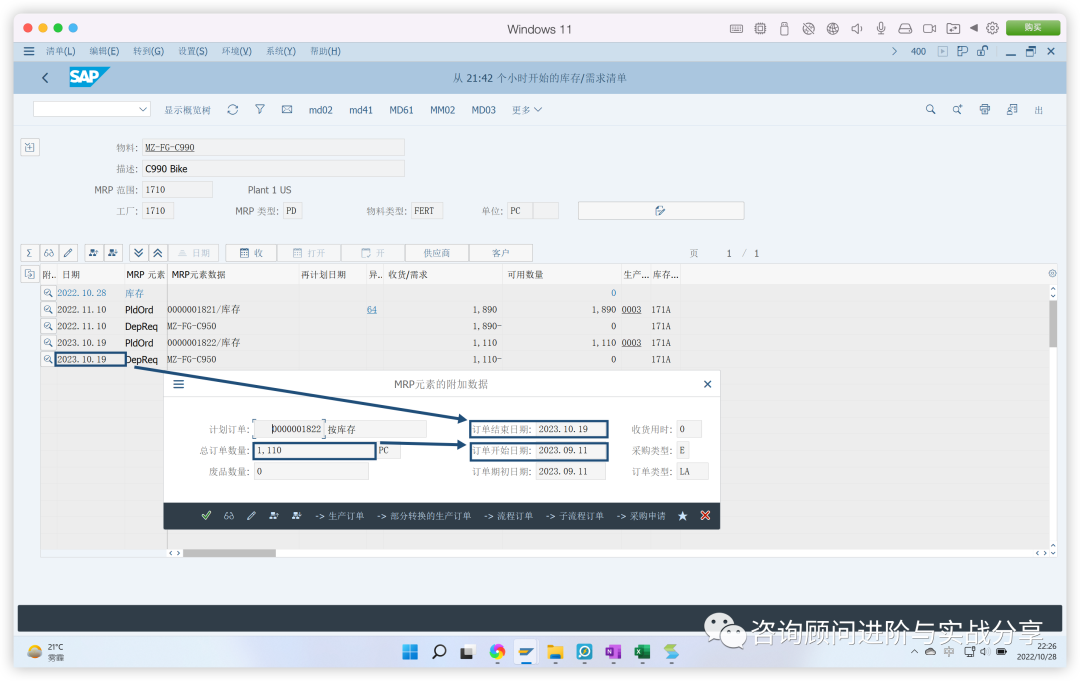 Windows 11
购买
清单(L) 编辑(E) 转到(G) 设置(S) 环境(V) 系统(Y) 帮助(H)
400
SAP
从 21:42 个小时开始的库存/需求清单
显示概览树 md02 md41 MD61 MM02 MD03 更多
出
物料: MZ-FG-C990
描述: C990 Bike
MRP 范围: 1710 Plant 1 US
工厂: 1710 MRP 类型: PD 物料类型: FERT 单位: PC
Σ 日期 收 打开 开 供应商 客户 页 1 / 1
附.. 日期 MRP 元素 MRP元素数据 再计划日期 异.. 收货/需求 可用数量 生产... 库存...
2022.10.28 库存 0
2022.11.10 PldOrd 0000001821/库存 64 1,890 1,890 0003 171A
2022.11.10 DepReq MZ-FG-C950 1,890- 0 171A
2023.10.19 PldOrd 0000001822/库存 1,110 1,110 0003 171A
2023.10.19 DepReq MZ-FG-C950 1,110- 0 171A
MRP元素的附加数据
计划订单: 0000001822 按库存 订单结束日期: 2023.10.19 收货用时: 0
总订单数量: 1,110 PC 订单开始日期: 2023.09.11 采购类型: E
废品数量: 0 订单期初日期: 2023.09.11 订单类型: LA
-> 生产订单 -> 部分转换的生产订单 -> 流程订单 -> 子流程订单 -> 采购申请
咨询顾问进阶与实战分享
21°C
雾霾
中
22:26
2022/10/28